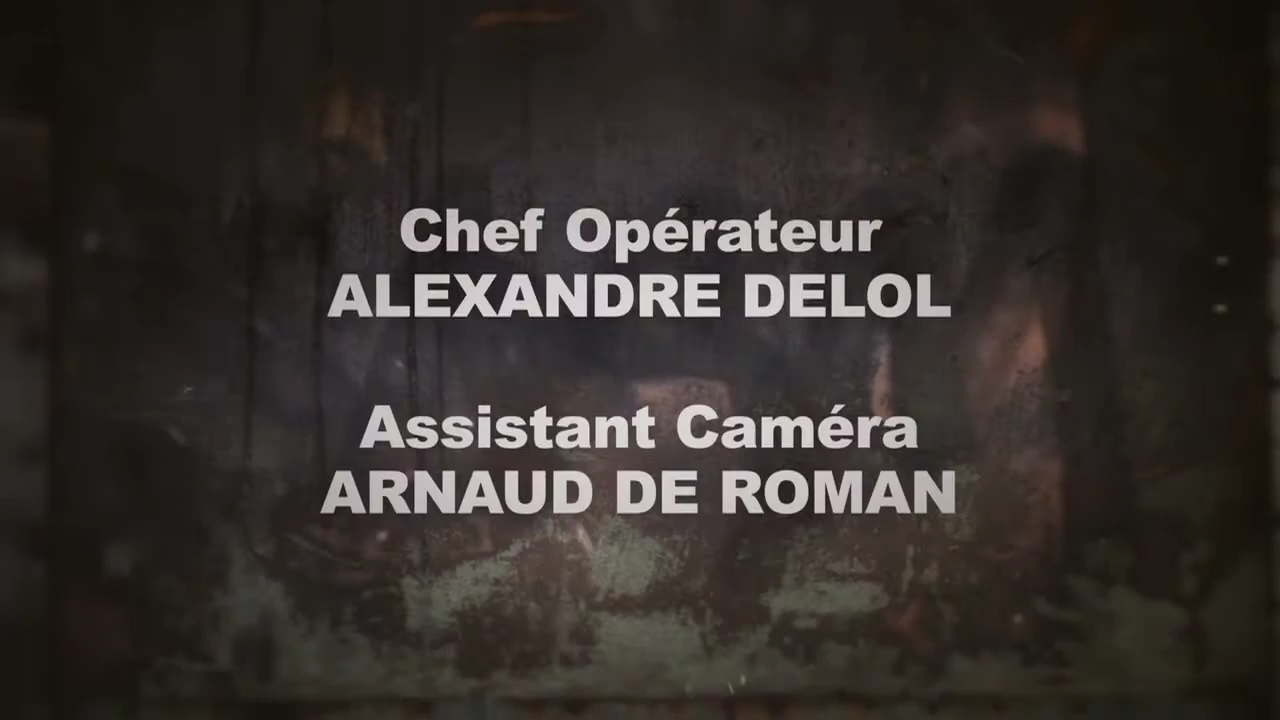 Chef Opérateur
ALEXANDRE DELOL
Assistant Caméra
ARNAUD DE ROMAN